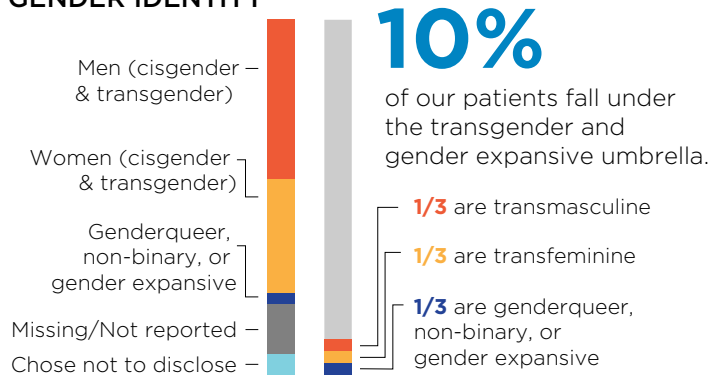 GENDER IDENTITY
Men (cisgender
& transgender)
Women (cisgender
& transgender)
Genderqueer,
non-binary, or
gender expansive
Missing/Not reported
Chose not to disclose
10%
of our patients fall under
the transgender and
gender expansive umbrella.
1/3 are transmasculine
1/3 are transfeminine
1/3 are genderqueer,
non-binary, or
gender expansive